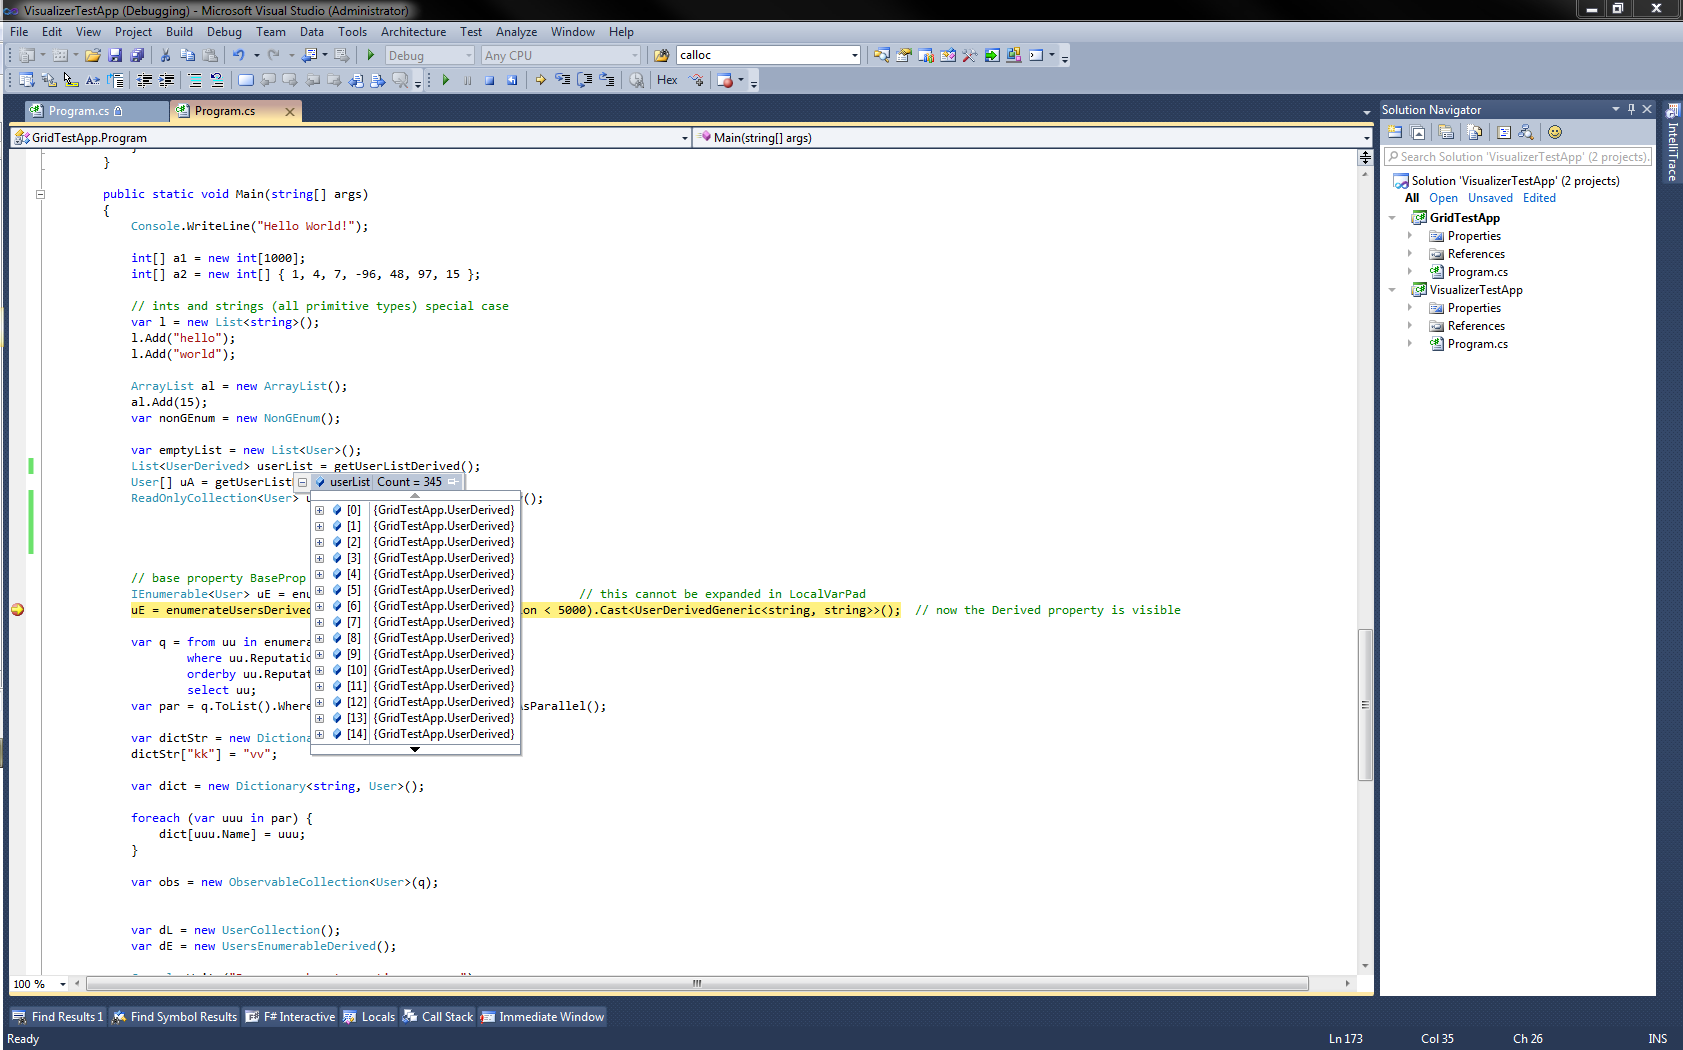 VisualizerTestApp (Debugging) - Microsoft Visual Studio (Administrator)
File Edit View Project Build Debug Team Data Tools Architecture Test Analyze Window Help
Debug Any CPU calloc
Hex
Program.cs Program.cs
GridTestApp.Program Main(string[] args)
}
public static void Main(string[] args)
{
Console.WriteLine("Hello World!");
int[] a1 = new int[1000];
int[] a2 = new int[] { 1, 4, 7, -96, 48, 97, 15 };
// ints and strings (all primitive types) special case
var l = new List<string>();
l.Add("hello");
l.Add("world");
ArrayList al = new ArrayList();
al.Add(15);
var nonGEnum = new NonGEnum();
var emptyList = new List<User>();
List<UserDerived> userList = getUserListDerived();
User[] uA = getUserList
userList Count = 345
ReadOnlyCollection<User> u ();
[0] {GridTestApp.UserDerived}
[1] {GridTestApp.UserDerived}
[2] {GridTestApp.UserDerived}
[3] {GridTestApp.UserDerived}
[4] {GridTestApp.UserDerived}
[5] {GridTestApp.UserDerived}
[6] {GridTestApp.UserDerived}
[7] {GridTestApp.UserDerived}
[8] {GridTestApp.UserDerived}
[9] {GridTestApp.UserDerived}
[10] {GridTestApp.UserDerived}
[11] {GridTestApp.UserDerived}
[12] {GridTestApp.UserDerived}
[13] {GridTestApp.UserDerived}
[14] {GridTestApp.UserDerived}
// base property BaseProp
IEnumerable<User> uE = enu // this cannot be expanded in LocalVarPad
uE = enumerateUsersDerived on < 5000).Cast<UserDerivedGeneric<string, string>>(); // now the Derived property is visible
var q = from uu in enumera
where uu.Reputatio
orderby uu.Reputat
select uu;
var par = q.ToList().Where sParallel();
var dictStr = new Dictiona
dictStr["kk"] = "vv";
var dict = new Dictionary<string, User>();
foreach (var uuu in par) {
dict[uuu.Name] = uuu;
}
var obs = new ObservableCollection<User>(q);
var dL = new UserCollection();
var dE = new UsersEnumerableDerived();
100 %
Solution Navigator
Search Solution 'VisualizerTestApp' (2 projects).
Solution 'VisualizerTestApp' (2 projects)
All Open Unsaved Edited
GridTestApp
Properties
References
Program.cs
VisualizerTestApp
Properties
References
Program.cs
IntelliTrace
Find Results 1 Find Symbol Results F# Interactive Locals Call Stack Immediate Window
Ready Ln 173 Col 35 Ch 26 INS